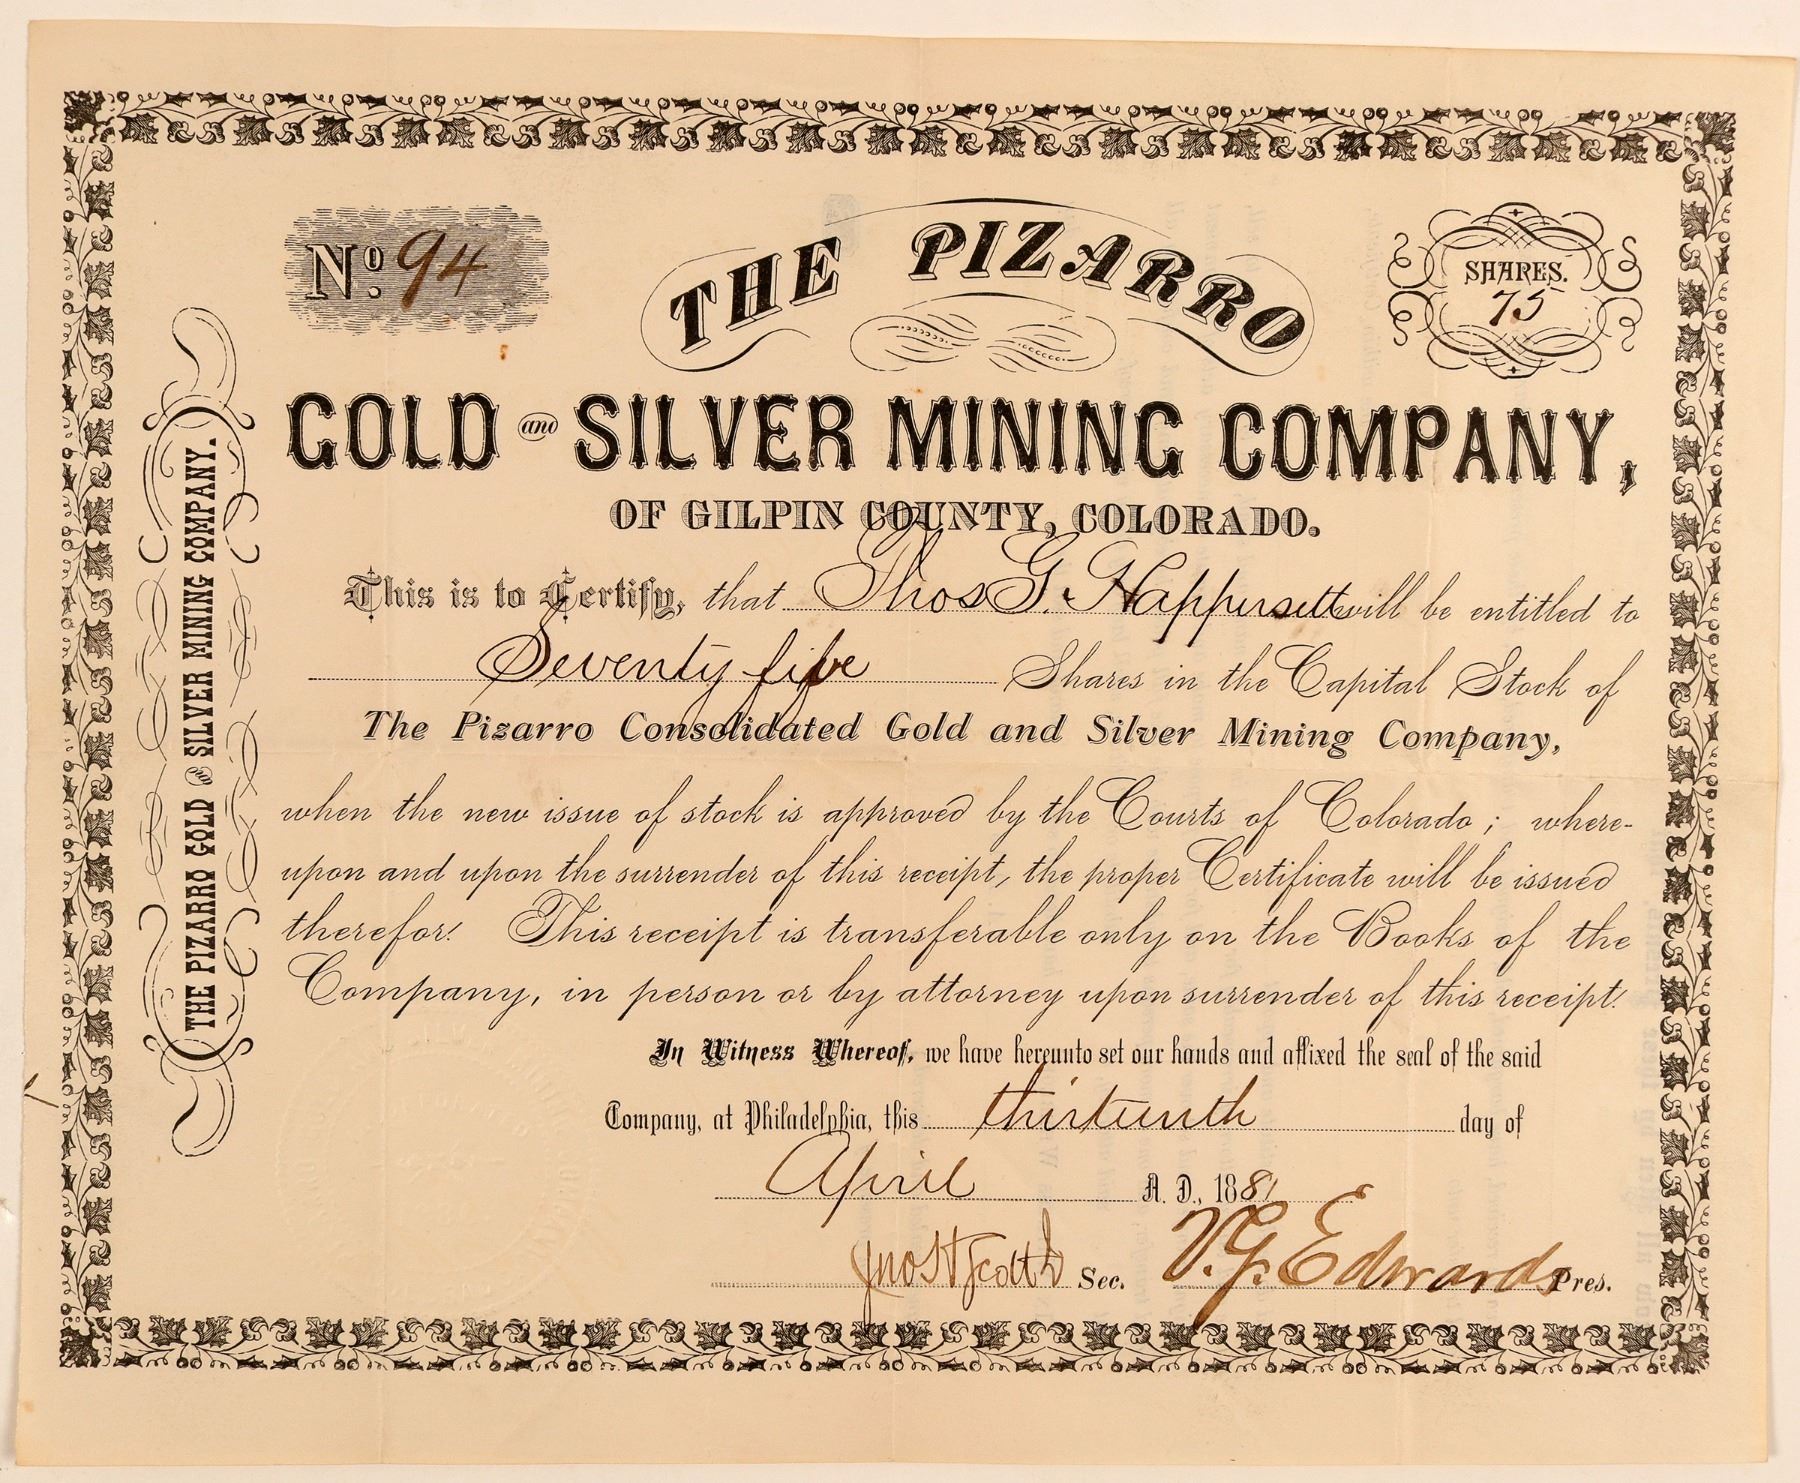 No. 94
THE PIZARRO
SHARES.
75
GOLD and SILVER MINING COMPANY,
OF GILPIN COUNTY, COLORADO.
THE PIZARRO GOLD and SILVER MINING COMPANY.
This is to Certify, that Thos G. Happersett will be entitled to
Seventy five Shares in the Capital Stock of
The Pizarro Consolidated Gold and Silver Mining Company,
when the new issue of stock is approved by the Courts of Colorado; where-
upon and upon the surrender of this receipt, the proper Certificate will be issued
therefor. This receipt is transferable only on the Books of the
Company, in person or by attorney upon surrender of this receipt.
In Witness Whereof, we have hereunto set our hands and affixed the seal of the said
Company, at Philadelphia, this thirteenth day of
April A. D., 1881
Sec. V. G. Edwards Pres.